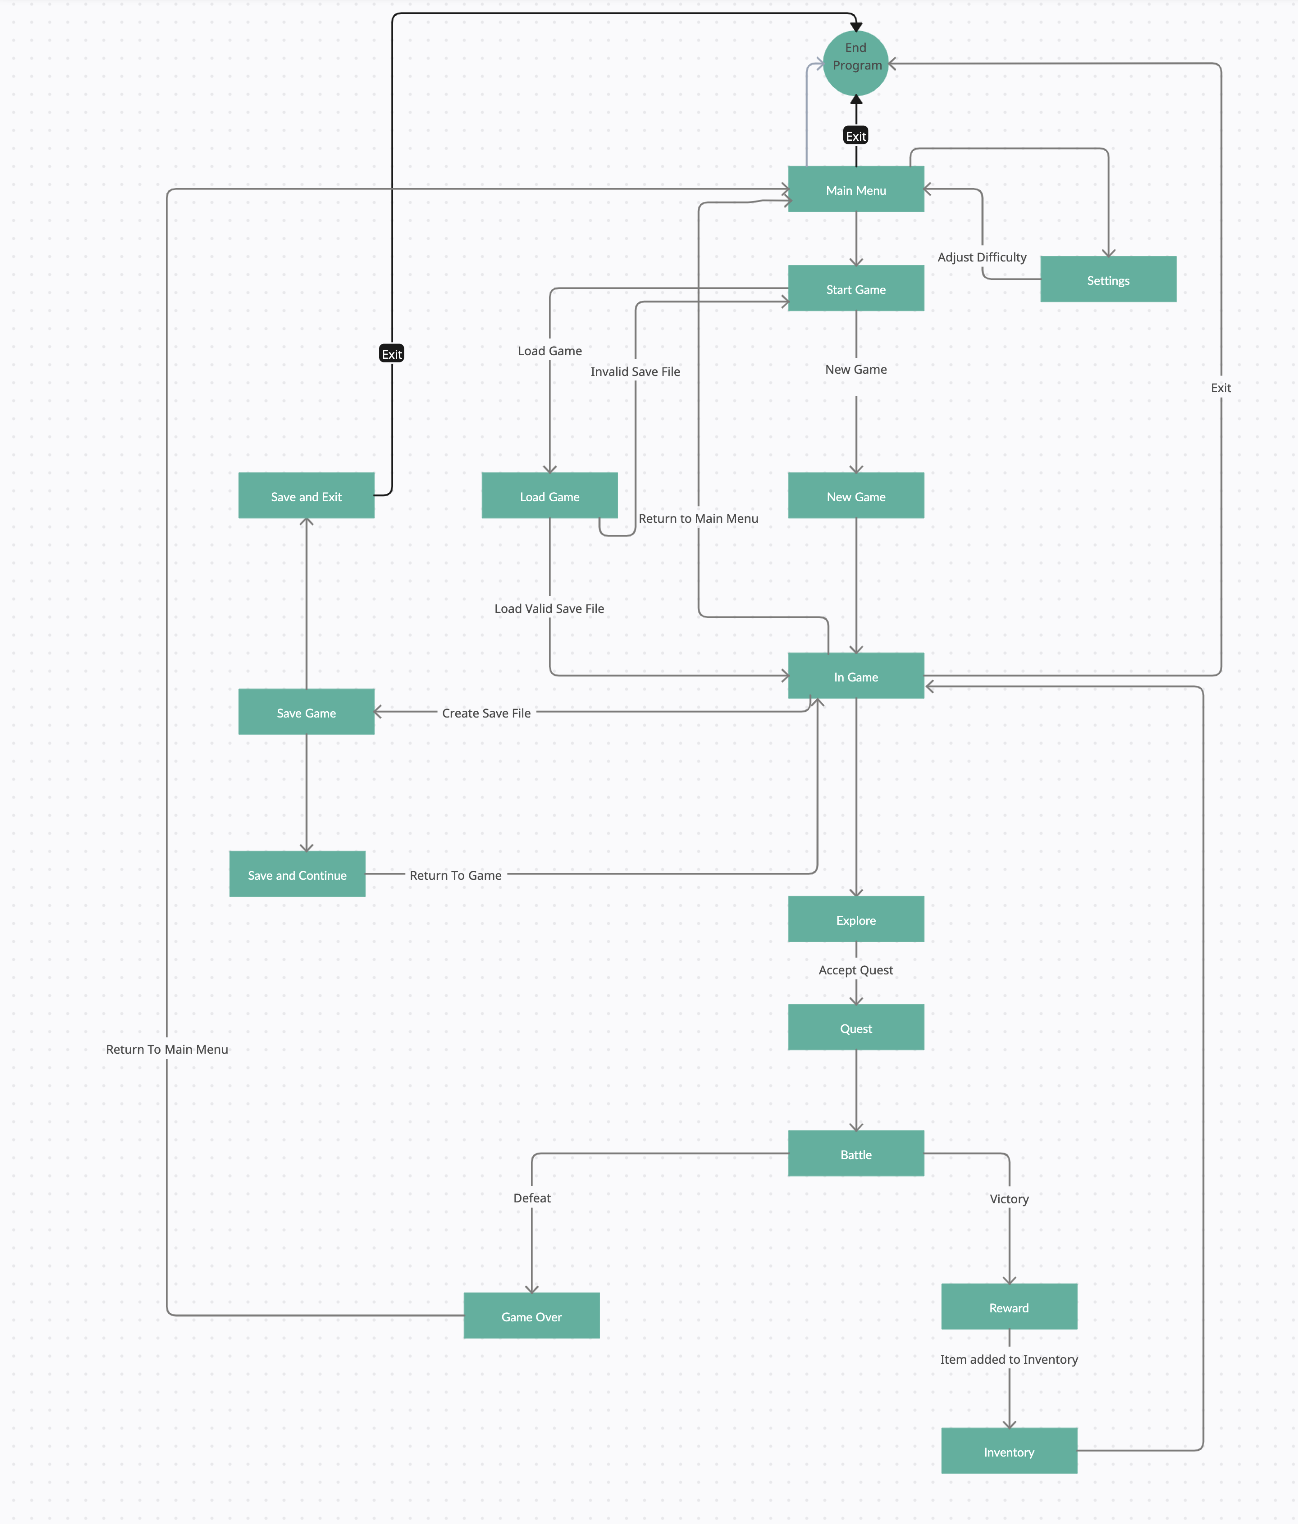 End
Program
Exit
Main Menu
Adjust Difficulty
Settings
Start Game
Load Game
Exit
Invalid Save File
New Game
Exit
Save and Exit
Load Game
New Game
Return to Main Menu
Load Valid Save File
In Game
Save Game
Create Save File
Save and Continue
Return To Game
Explore
Accept Quest
Quest
Return To Main Menu
Battle
Defeat
Victory
Reward
Game Over
Item added to Inventory
Inventory